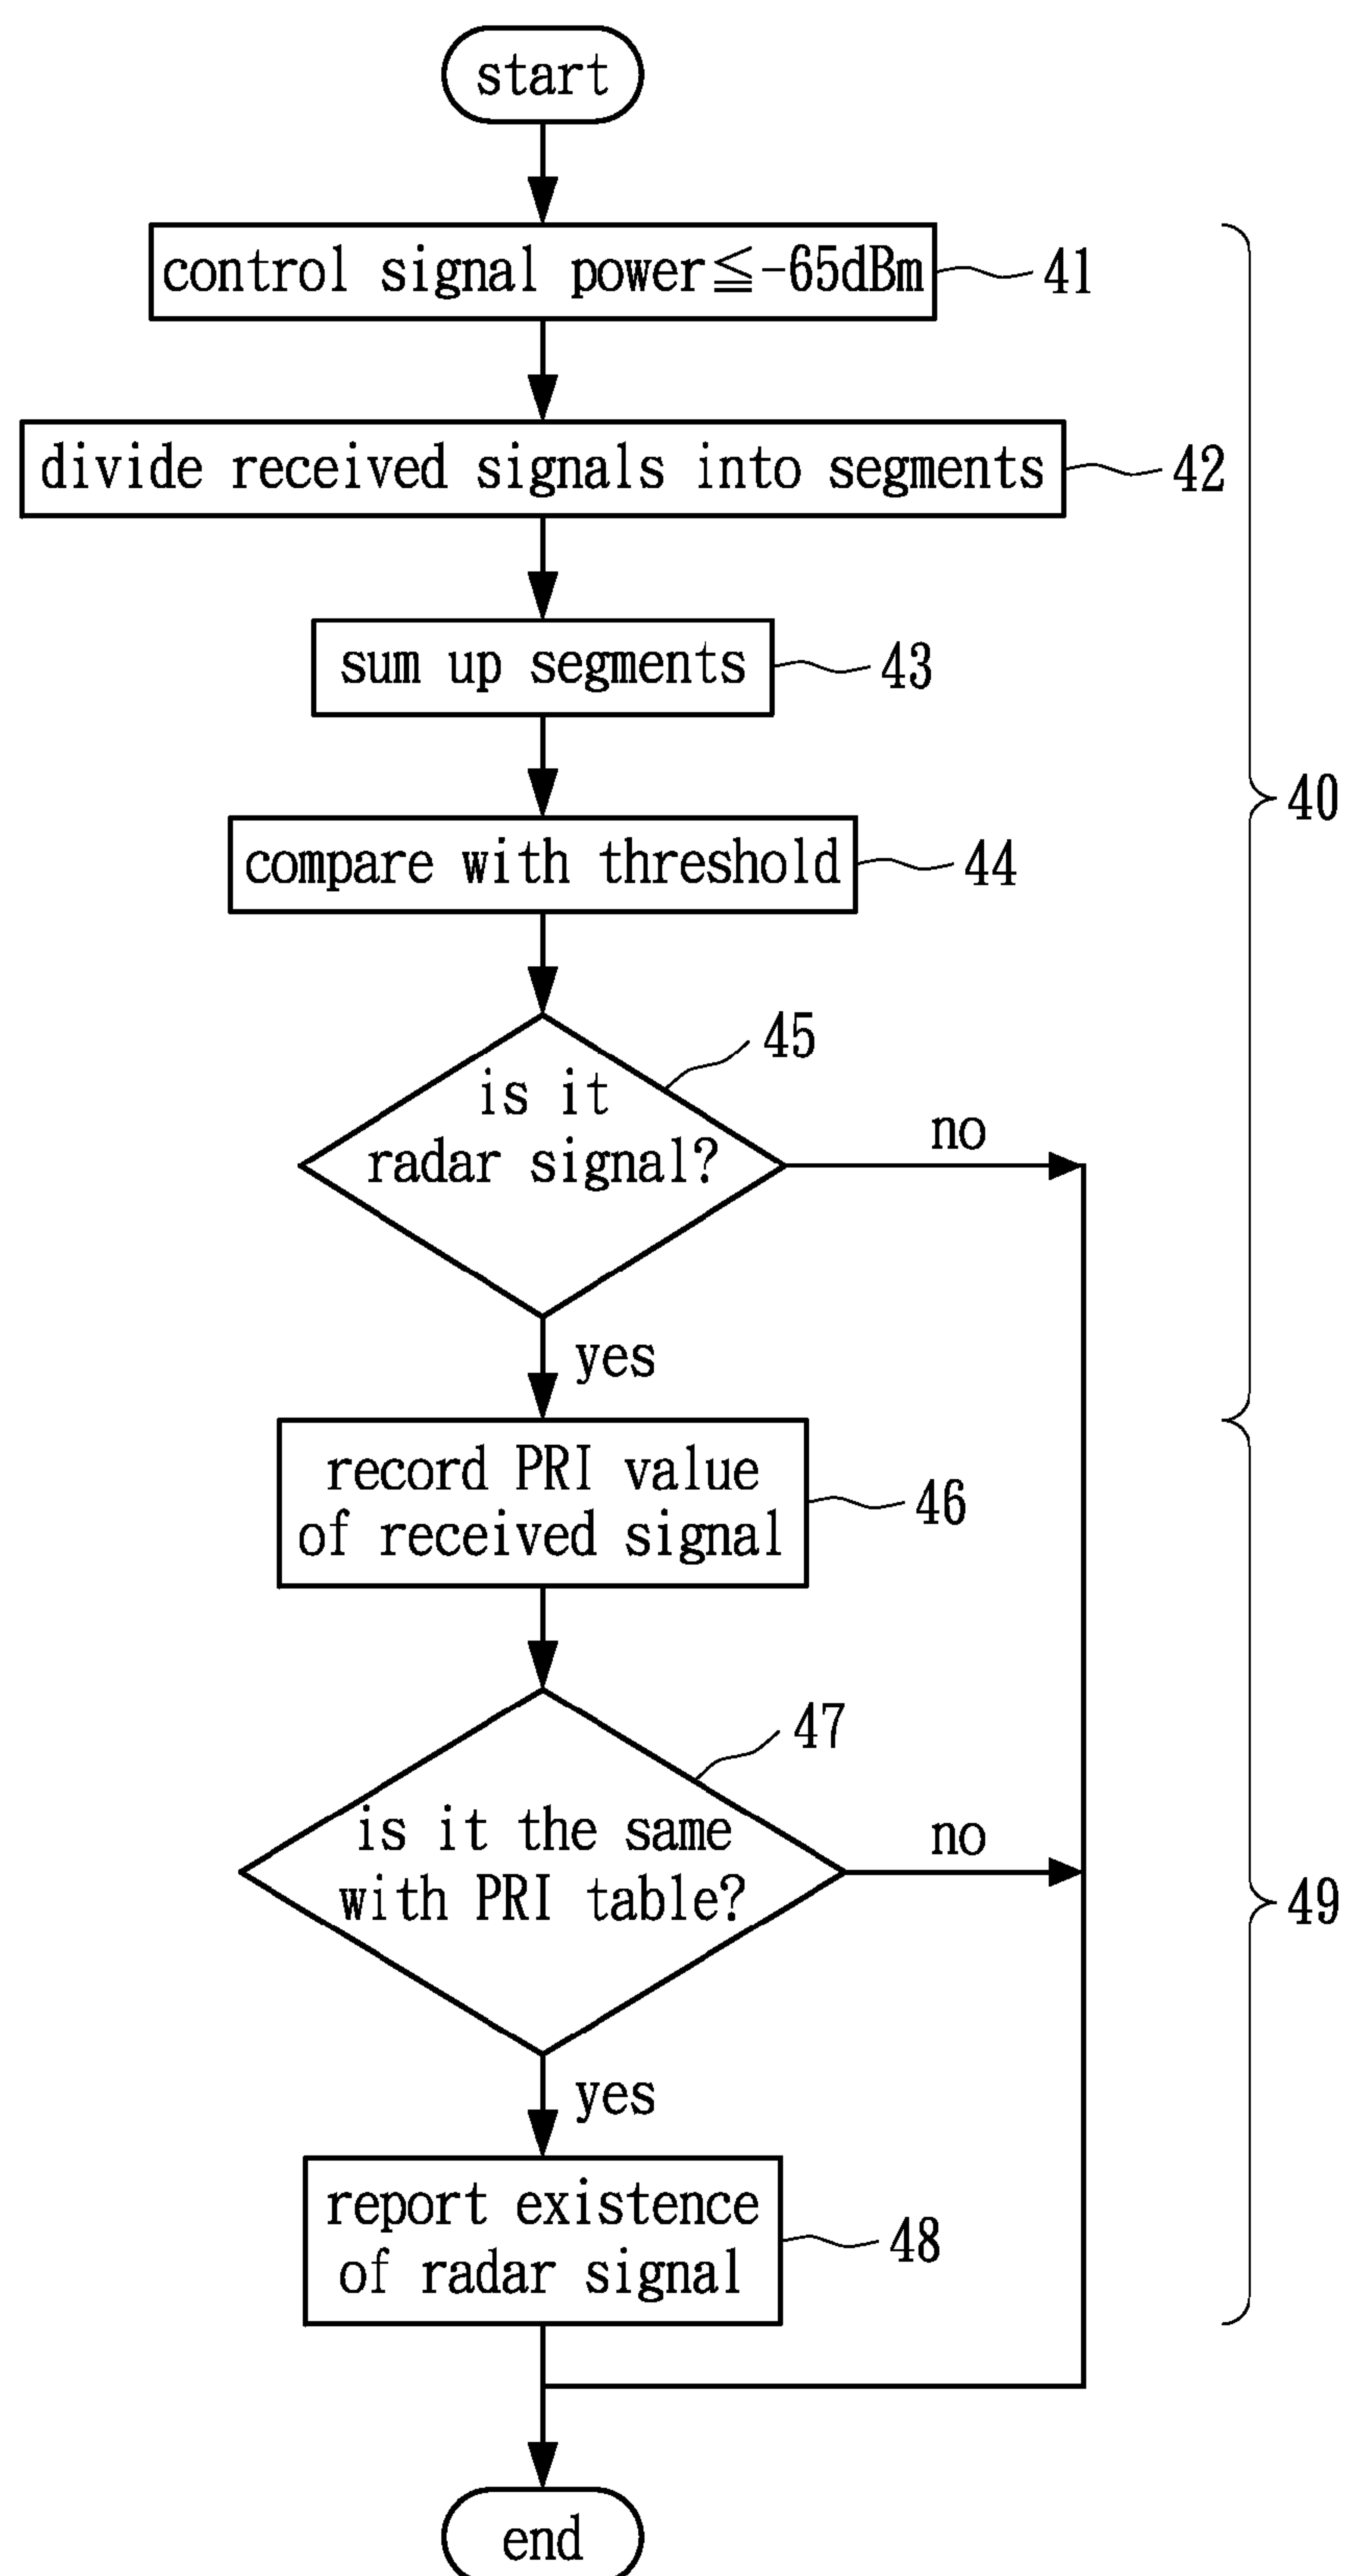 start
control signal power≦-65dBm
41
divide received signals into segments
42
sum up segments
43
40
compare with threshold
44
45
is it
radar signal?
no
yes
record PRI value
of received signal
46
47
is it the same
with PRI table?
no
49
yes
report existence
of radar signal
48
end